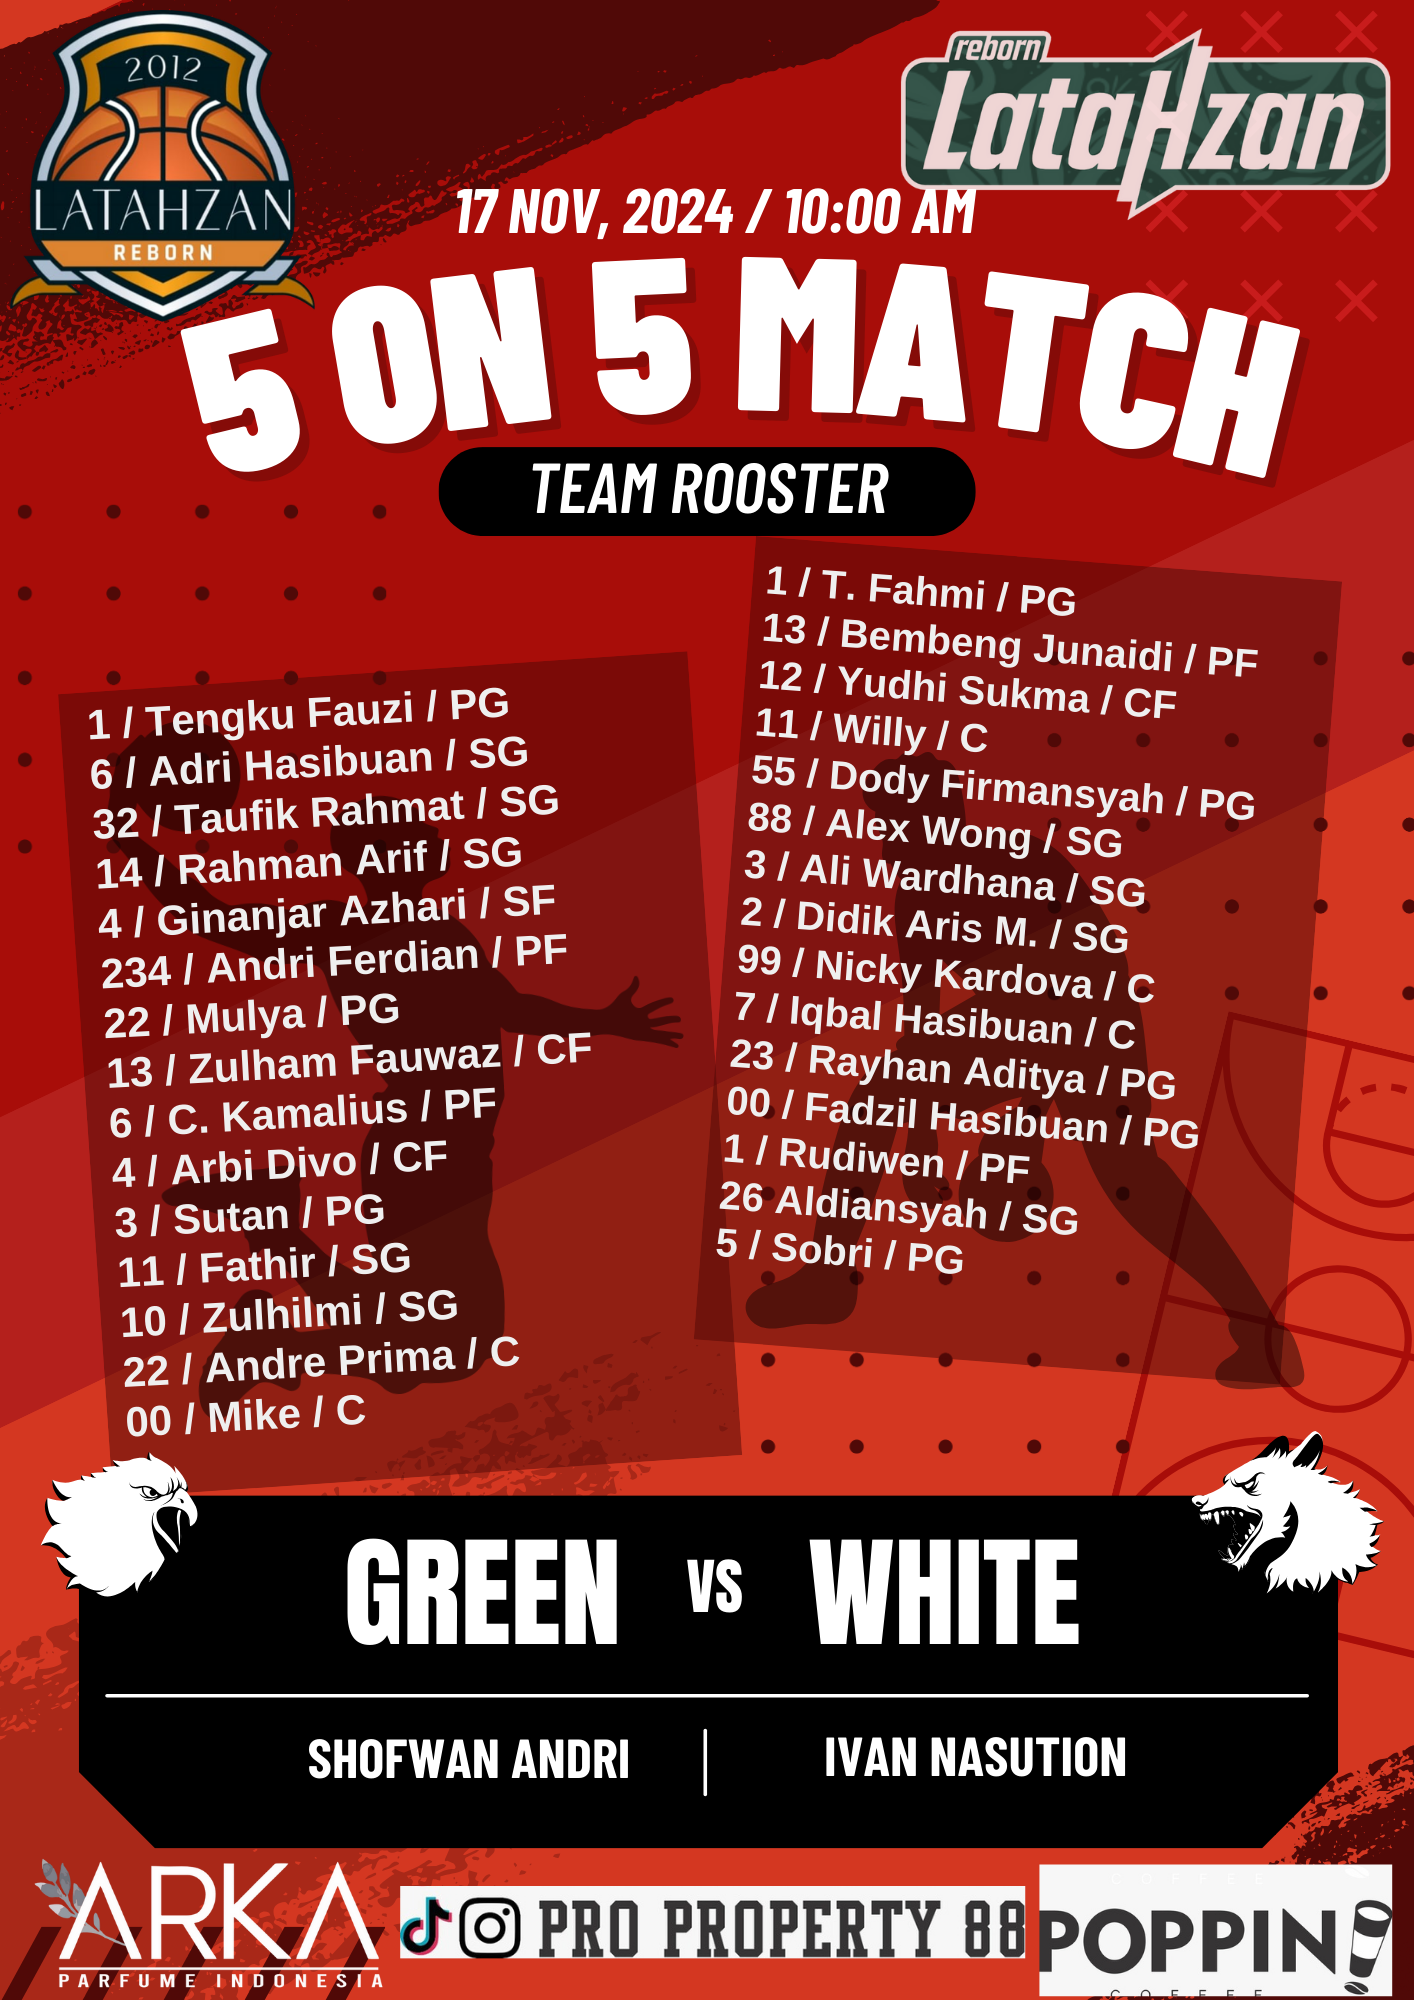 2012
LATAHZAN
REBORN
reborn
LataHzan
17 NOV, 2024 / 10:00 AM
5 ON 5 MATCH
TEAM ROOSTER
1 / Tengku Fauzi / PG
6 / Adri Hasibuan / SG
32 / Taufik Rahmat / SG
14 / Rahman Arif / SG
4 / Ginanjar Azhari / SF
234 / Andri Ferdian / PF
22 / Mulya / PG
13 / Zulham Fauwaz / CF
6 / C. Kamalius / PF
4 / Arbi Divo / CF
3 / Sutan / PG
11 / Fathir / SG
10 / Zulhilmi / SG
22 / Andre Prima / C
00 / Mike / C
1 / T. Fahmi / PG
13 / Bembeng Junaidi / PF
12 / Yudhi Sukma / CF
11 / Willy / C
55 / Dody Firmansyah / PG
88 / Alex Wong / SG
3 / Ali Wardhana / SG
2 / Didik Aris M. / SG
99 / Nicky Kardova / C
7 / Iqbal Hasibuan / C
23 / Rayhan Aditya / PG
00 / Fadzil Hasibuan / PG
1 / Rudiwen / PF
26 Aldiansyah / SG
5 / Sobri / PG
GREEN VS WHITE
SHOFWAN ANDRI
IVAN NASUTION
ARKA
PARFUME INDONESIA
PRO PROPERTY 88
COFFEE
POPPIN
COFFEE